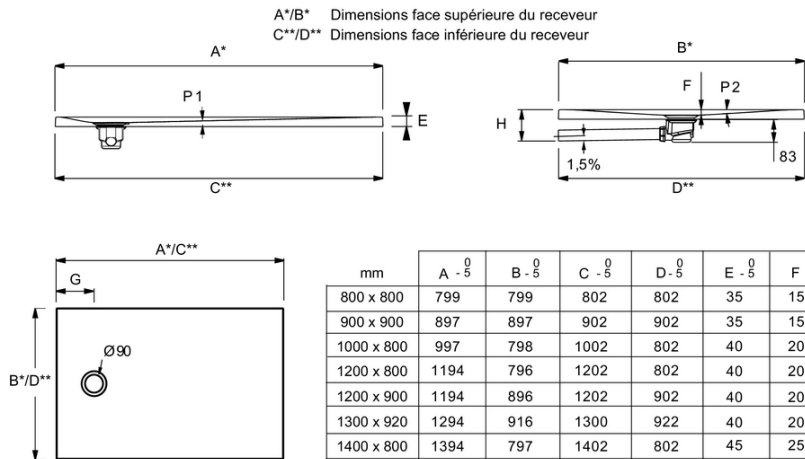 A*/B* Dimensions face supérieure du receveur
C**/D** Dimensions face inférieure du receveur
A*
B*
P1
E
F
P2
H
1,5%
83
C**
D**
A*/C**
G
Ø90
B*/D**
mm A 0/-5 B 0/-5 C 0/-5 D 0/-5 E 0/-5 F
800 x 800 799 799 802 802 35 15
900 x 900 897 897 902 902 35 15
1000 x 800 997 798 1002 802 40 20
1200 x 800 1194 796 1202 802 40 20
1200 x 900 1194 896 1202 902 40 20
1300 x 920 1294 916 1300 922 40 20
1400 x 800 1394 797 1402 802 45 25